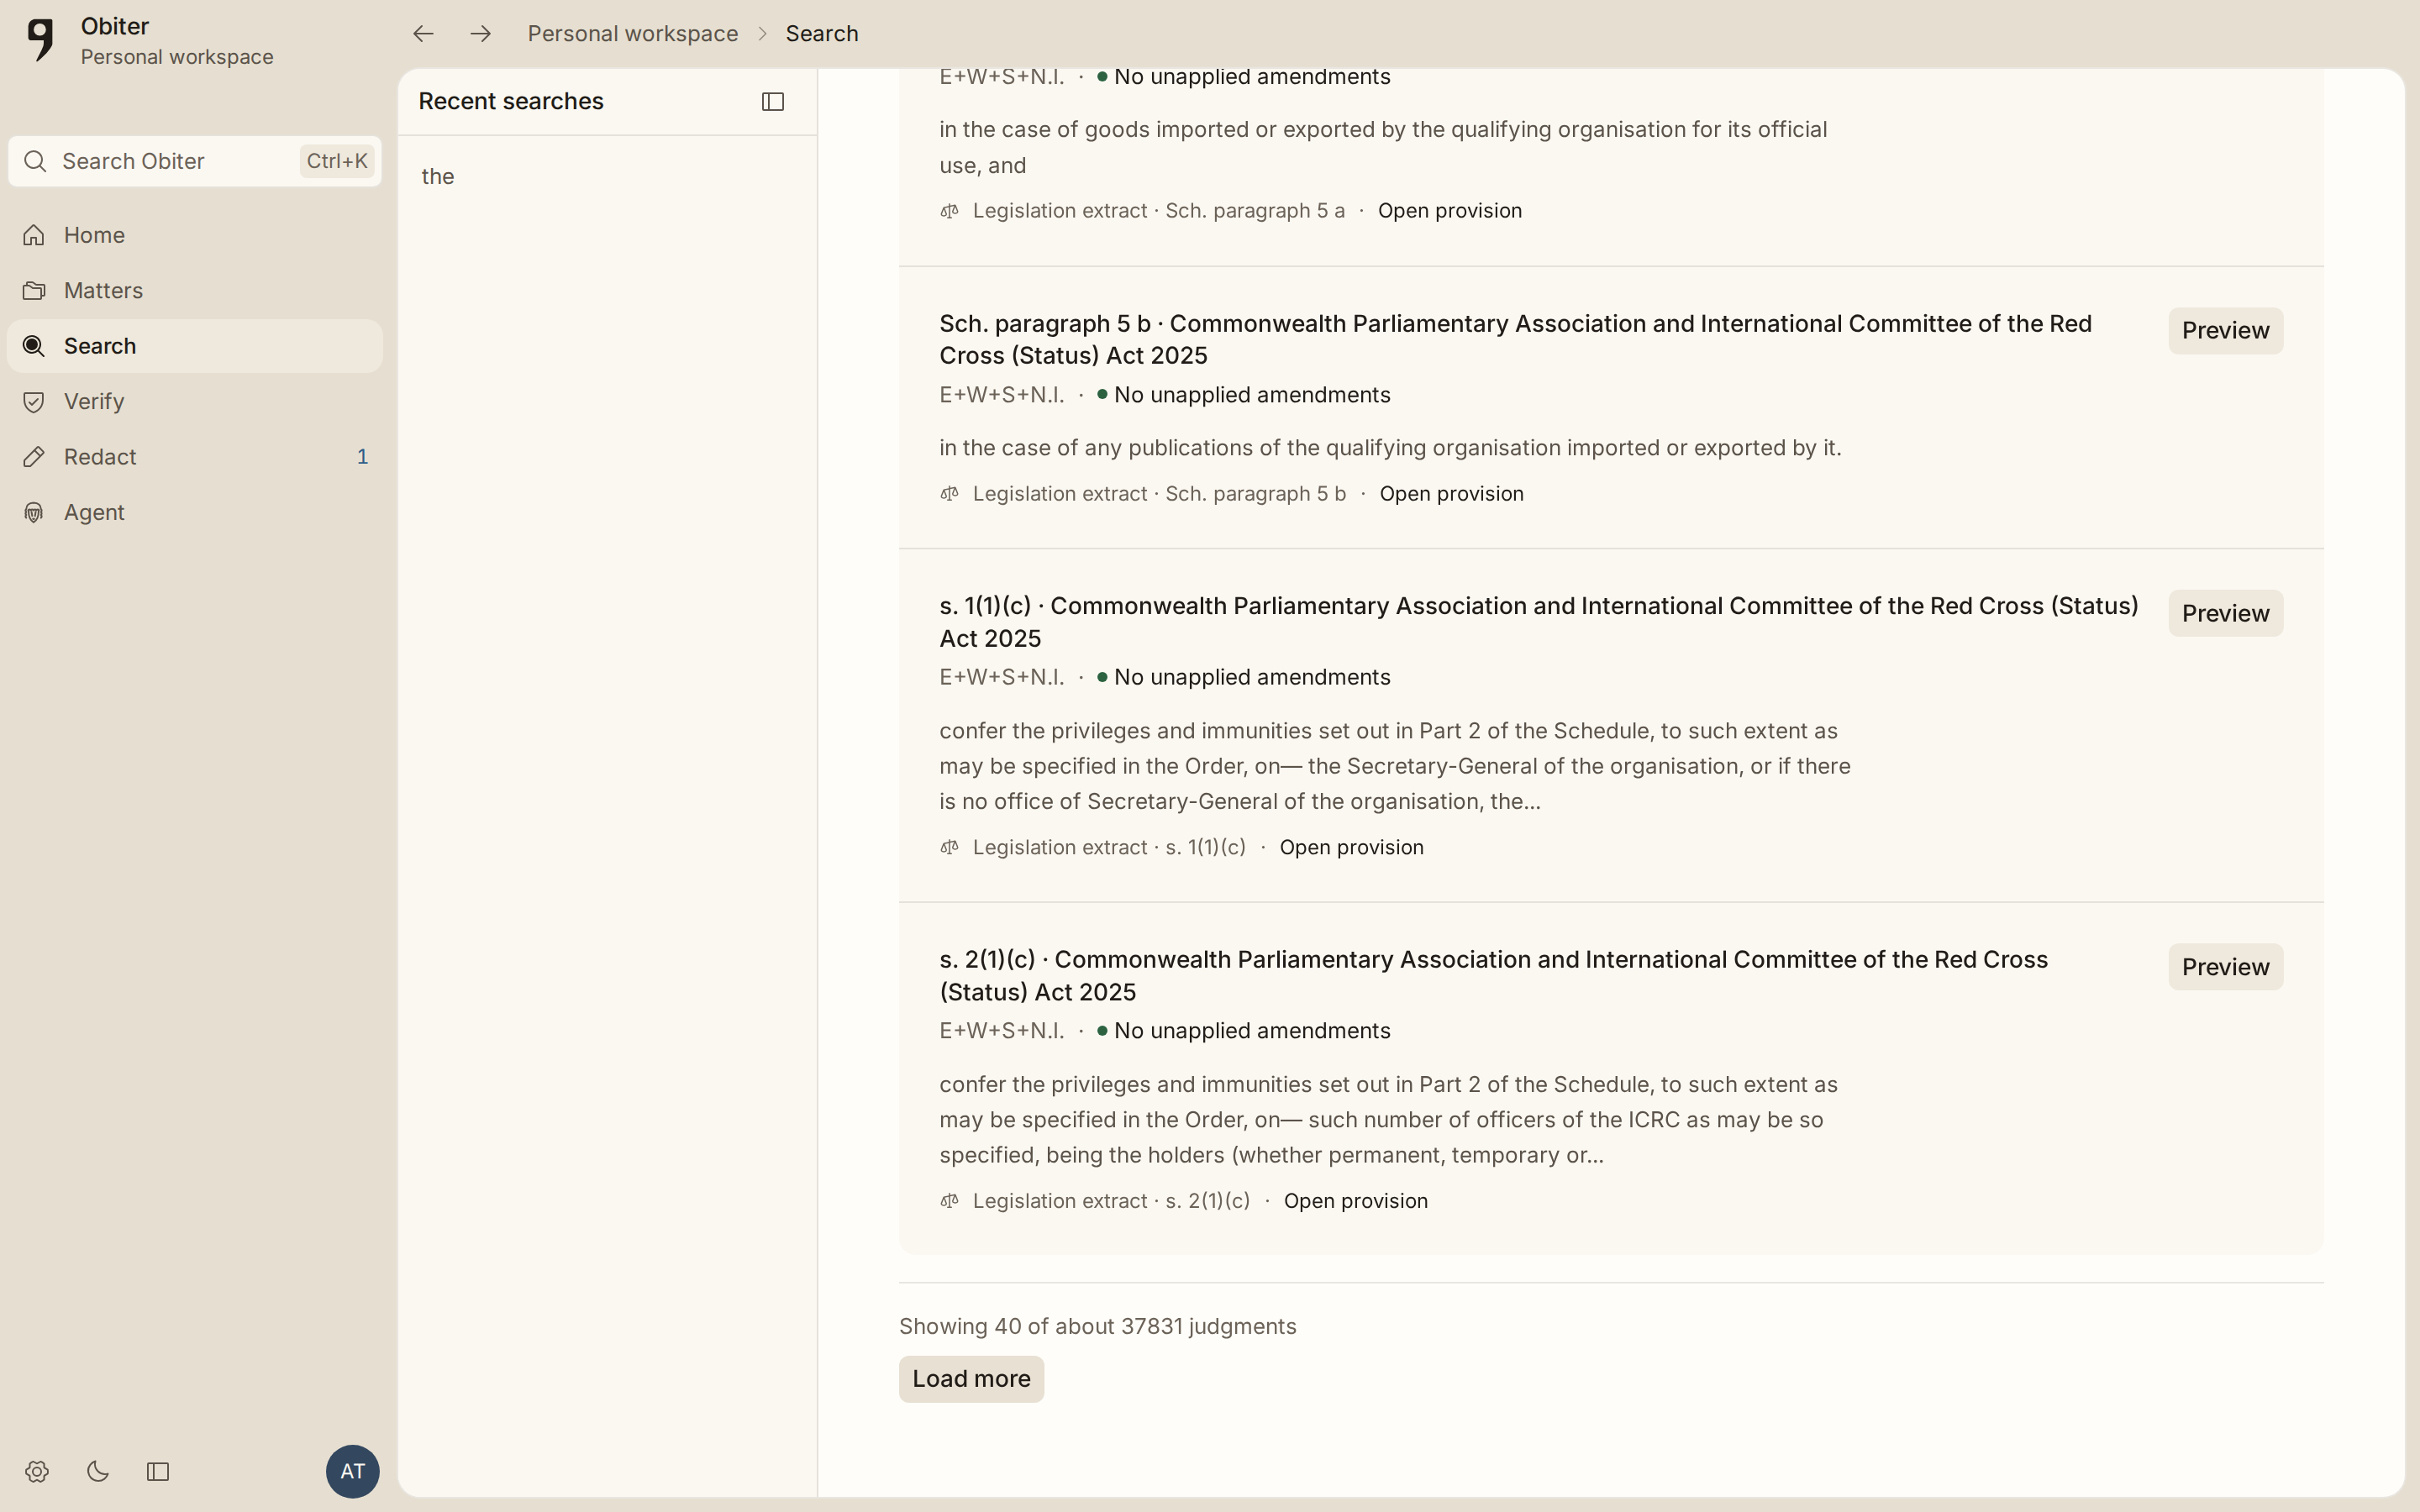 Obiter
Personal workspace
Search Obiter
Ctrl+K
Home
Matters
Search
Verify
Redact
1
Agent
AT
Personal workspace
Search
Recent searches
the
E+W+S+N.I. · No unapplied amendments
in the case of goods imported or exported by the qualifying organisation for its official
use, and
Legislation extract · Sch. paragraph 5 a · Open provision
Sch. paragraph 5 b · Commonwealth Parliamentary Association and International Committee of the Red
Cross (Status) Act 2025
Preview
E+W+S+N.I. · No unapplied amendments
in the case of any publications of the qualifying organisation imported or exported by it.
Legislation extract · Sch. paragraph 5 b · Open provision
s. 1(1)(c) · Commonwealth Parliamentary Association and International Committee of the Red Cross (Status)
Act 2025
Preview
E+W+S+N.I. · No unapplied amendments
confer the privileges and immunities set out in Part 2 of the Schedule, to such extent as
may be specified in the Order, on— the Secretary-General of the organisation, or if there
is no office of Secretary-General of the organisation, the...
Legislation extract · s. 1(1)(c) · Open provision
s. 2(1)(c) · Commonwealth Parliamentary Association and International Committee of the Red Cross
(Status) Act 2025
Preview
E+W+S+N.I. · No unapplied amendments
confer the privileges and immunities set out in Part 2 of the Schedule, to such extent as
may be specified in the Order, on— such number of officers of the ICRC as may be so
specified, being the holders (whether permanent, temporary or...
Legislation extract · s. 2(1)(c) · Open provision
Showing 40 of about 37831 judgments
Load more